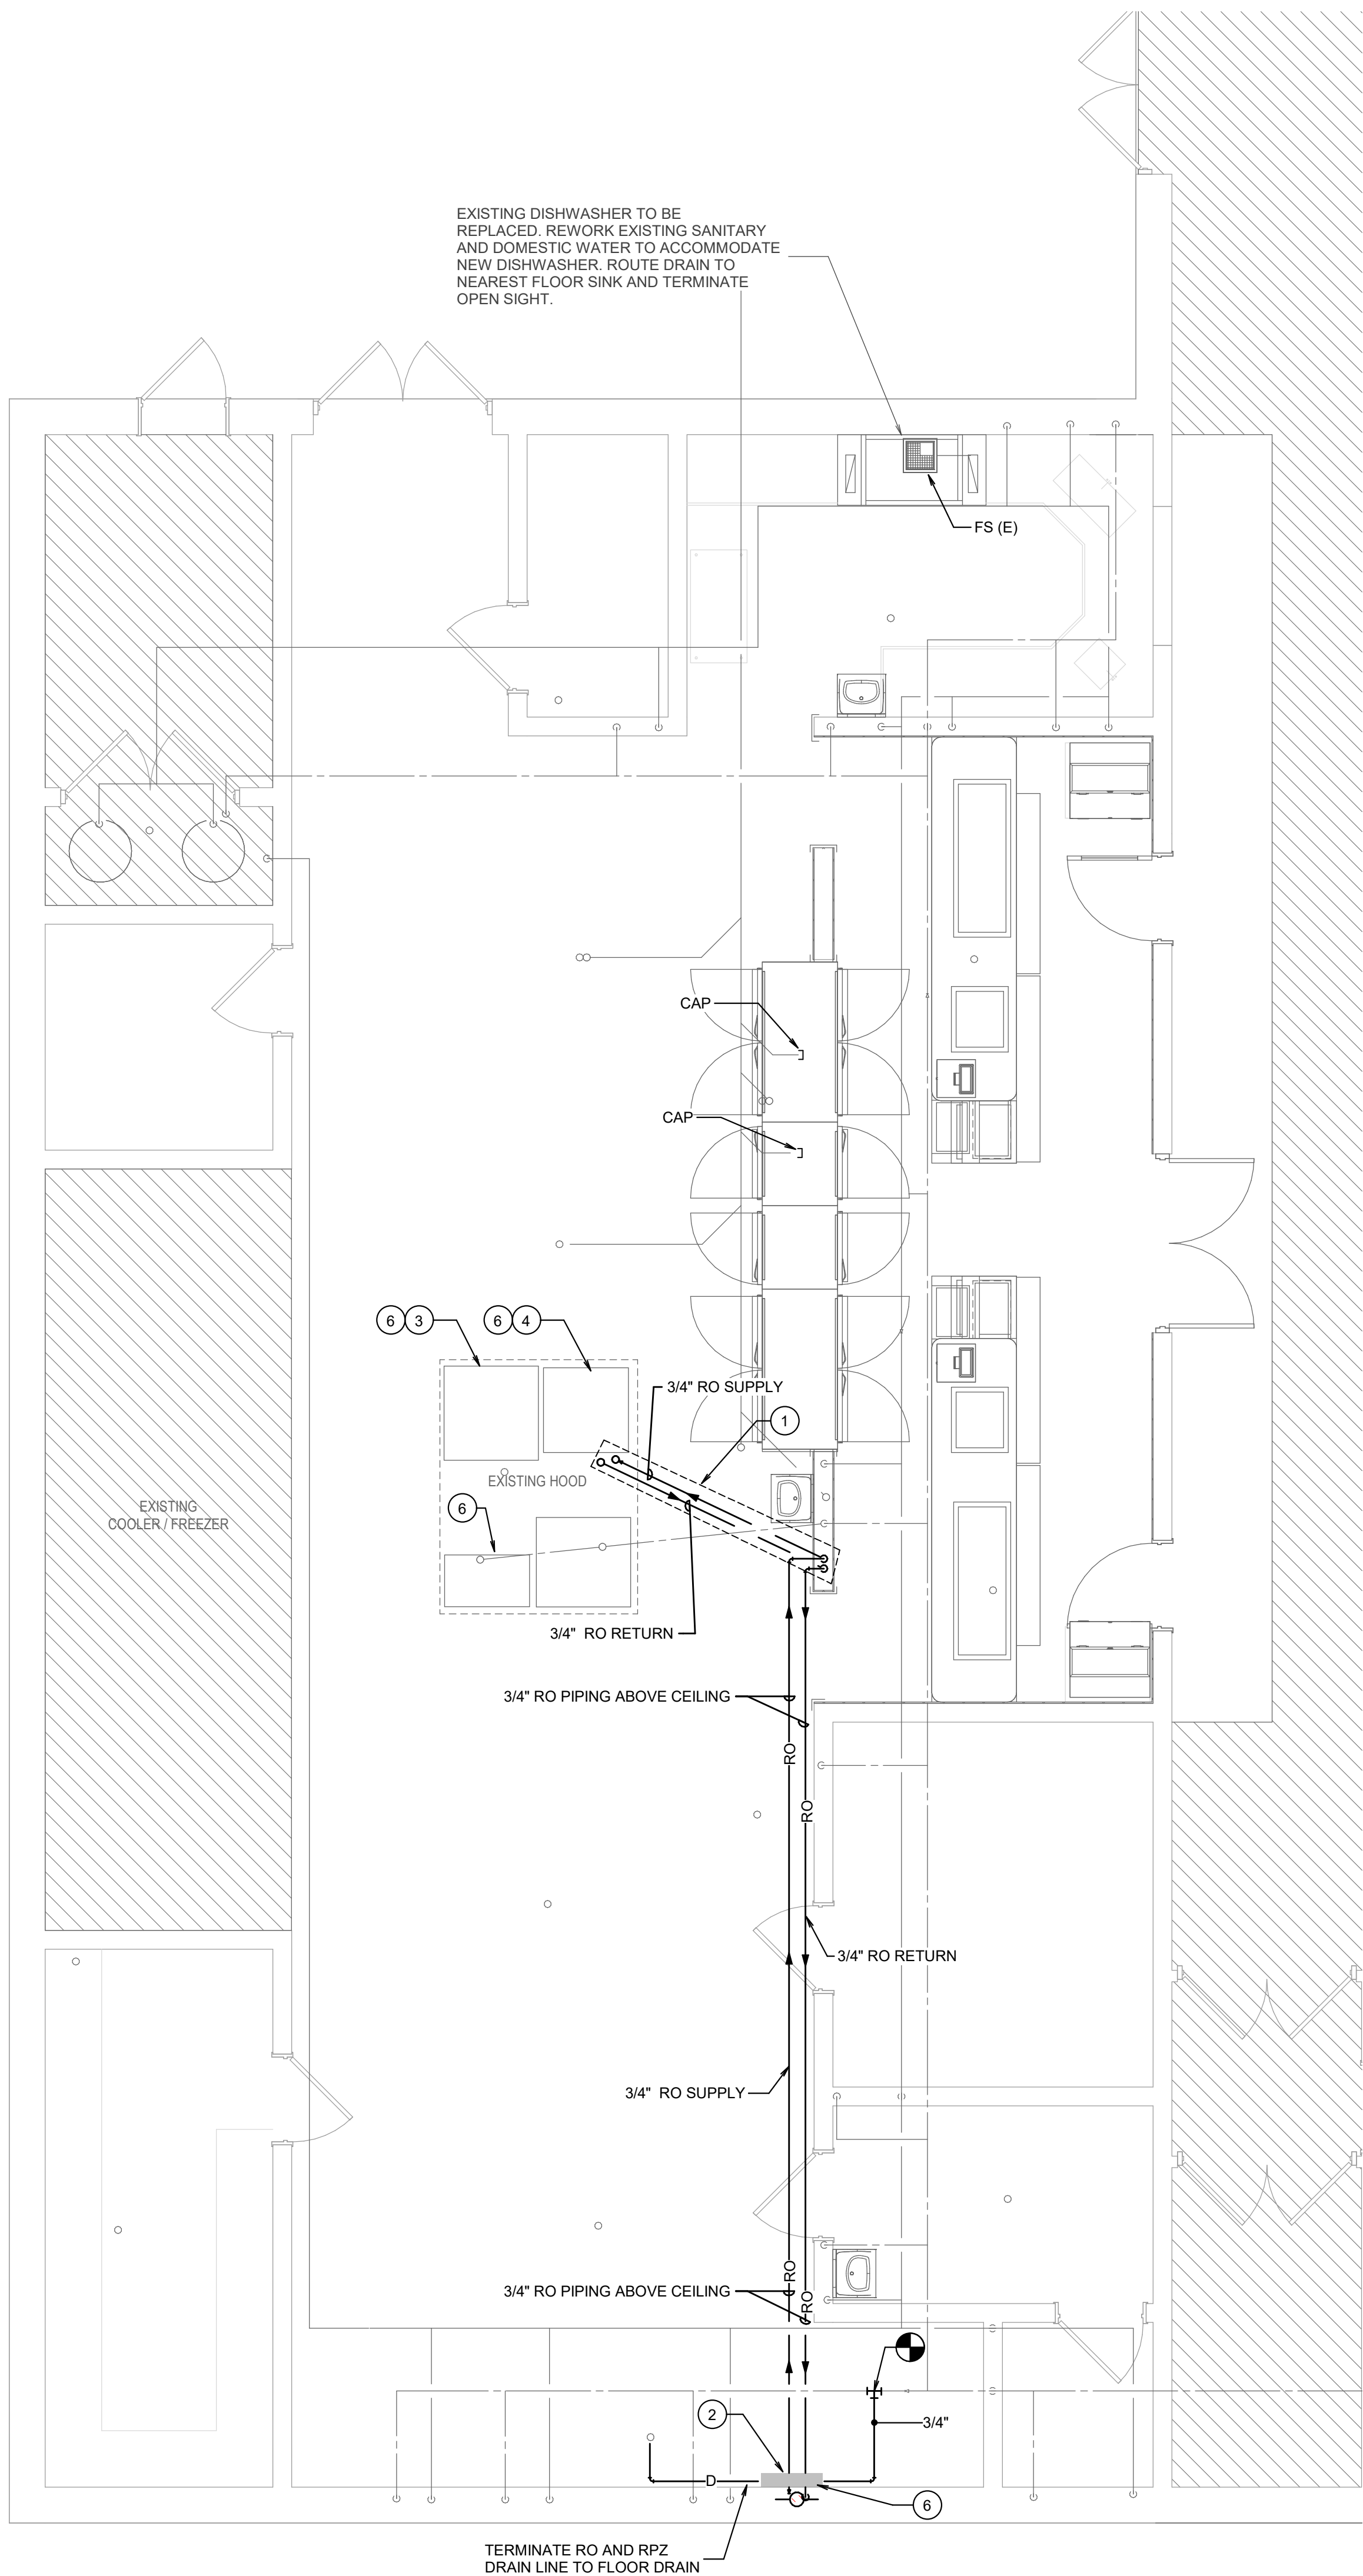 EXISTING DISHWASHER TO BE
REPLACED. REWORK EXISTING SANITARY
AND DOMESTIC WATER TO ACCOMMODATE
NEW DISHWASHER. ROUTE DRAIN TO
NEAREST FLOOR SINK AND TERMINATE
OPEN SIGHT.
FS (E)
CAP
CAP
6 3
6 4
3/4" RO SUPPLY
1
EXISTING HOOD
EXISTING
COOLER / FREEZER
6
3/4" RO RETURN
3/4" RO PIPING ABOVE CEILING
RO
RO
3/4" RO RETURN
3/4" RO SUPPLY
RO
3/4" RO PIPING ABOVE CEILING
RO
2
3/4"
D
6
TERMINATE RO AND RPZ
DRAIN LINE TO FLOOR DRAIN